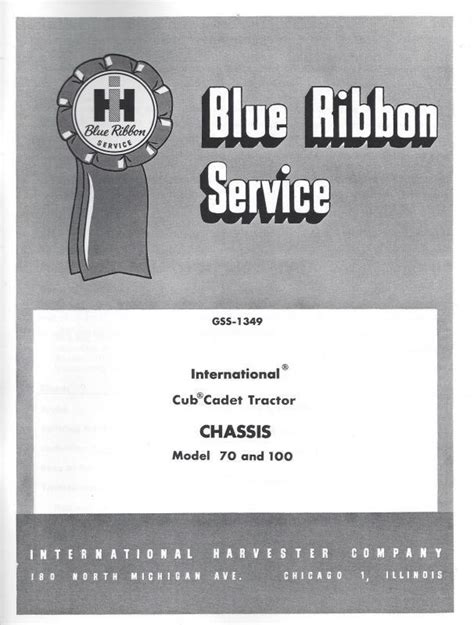 IH
Blue Ribbon
SERVICE
Blue Ribbon
Service
GSS-1349
International®
Cub® Cadet Tractor
CHASSIS
Model 70 and 100
INTERNATIONAL HARVESTER COMPANY
180 NORTH MICHIGAN AVE. CHICAGO 1, ILLINOIS